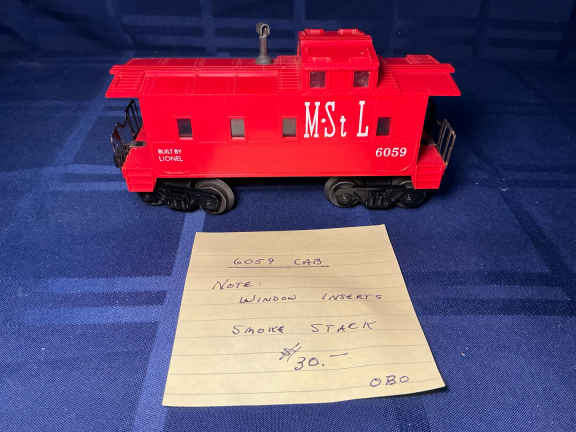 M·St L
BUILT BY
LIONEL
6059
6059 CAB
NOTE:
WINDOW INSERTS
SMOKE STACK
30.—
OBO